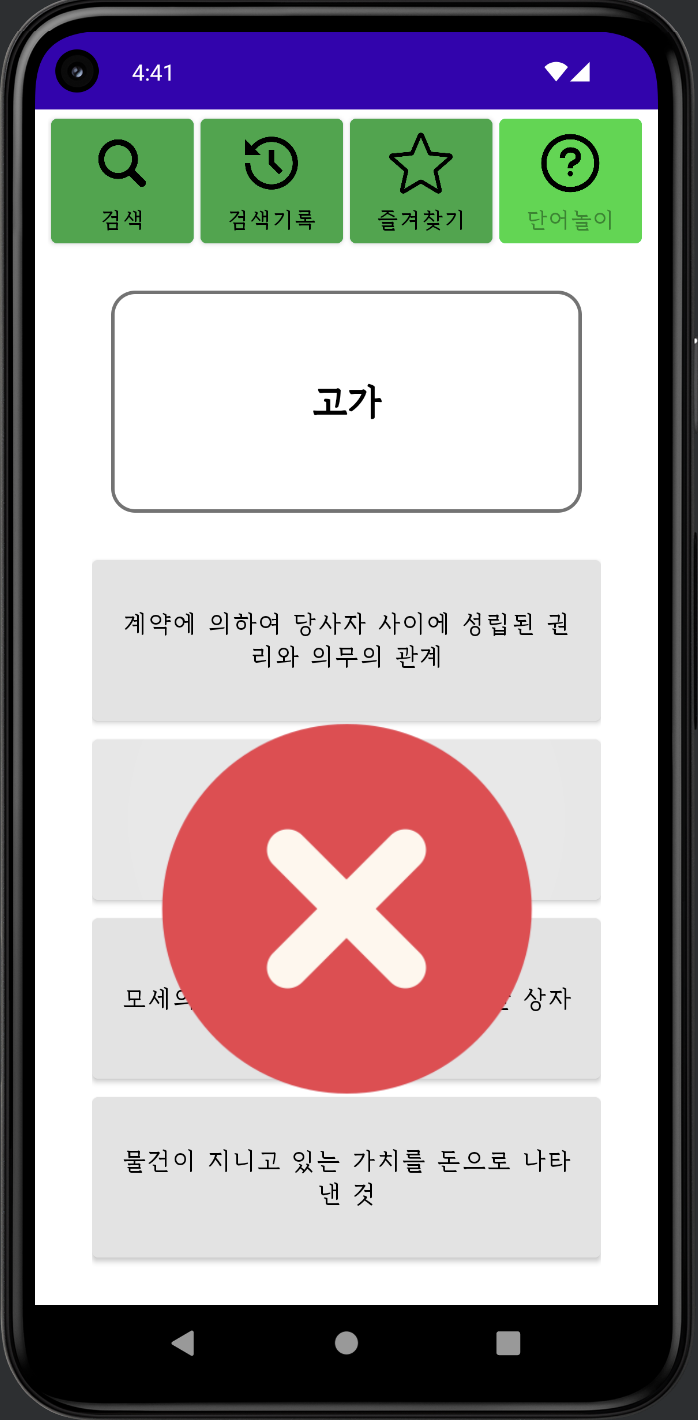 4:41
검색
검색기록
즐겨찾기
단어놀이
고가
계약에 의하여 당사자 사이에 성립된 권
리와 의무의 관계
모세의 상자
물건이 지니고 있는 가치를 돈으로 나타
낸 것